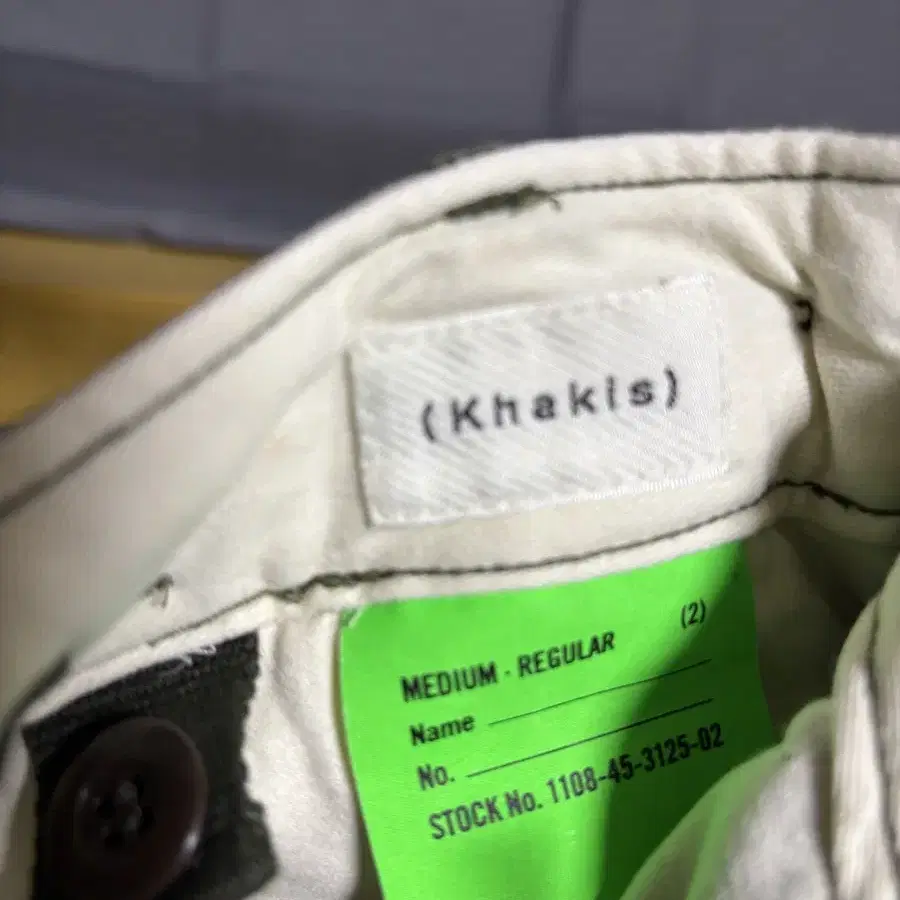 (Khakis)
(2)
MEDIUM · REGULAR
Name
No.
STOCK No. 1108-45-3125-02